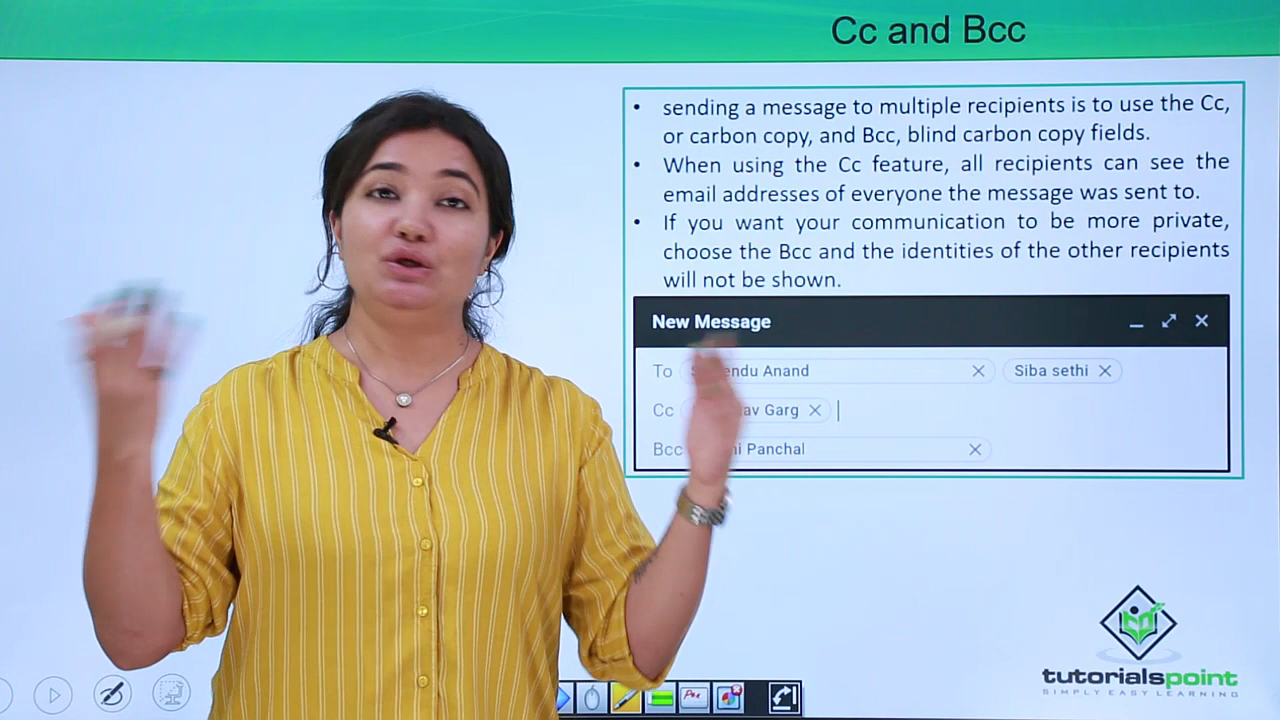 Cc and Bcc
• sending a message to multiple recipients is to use the Cc,
or carbon copy, and Bcc, blind carbon copy fields.
• When using the Cc feature, all recipients can see the
email addresses of everyone the message was sent to.
• If you want your communication to be more private,
choose the Bcc and the identities of the other recipients
will not be shown.
New Message
To Anand Siba sethi
Cc Garg
Bcc Panchal
tutorialspoint
SIMPLY EASY LEARNING